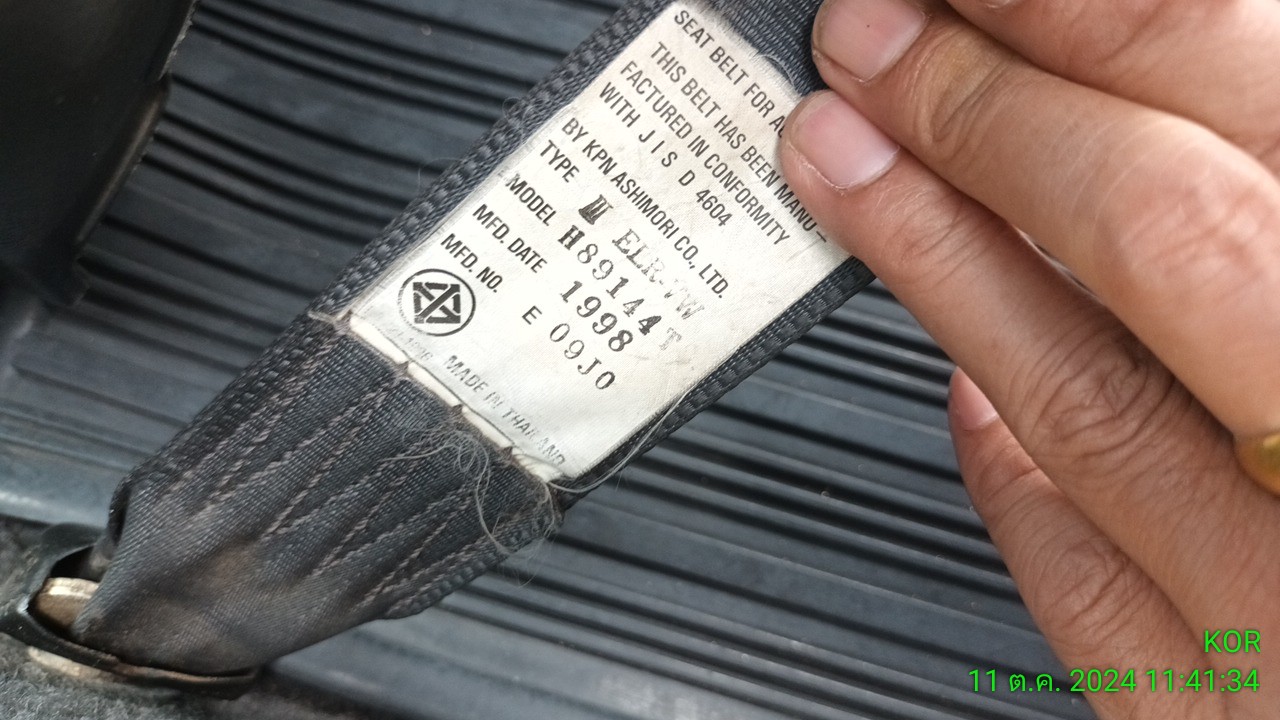 SEAT BELT FOR
THIS BELT HAS BEEN MANU_
FACTURED IN CONFORMITY
WITH J I S D 4604
BY KPN ASHIMORI CO., LTD.
TYPE III ELR-7W
MODEL H89144 T
MFD. DATE 1998
MFD. NO. E 09J0
MADE IN THAILAND
KOR
11 ต.ค. 2024 11:41:34